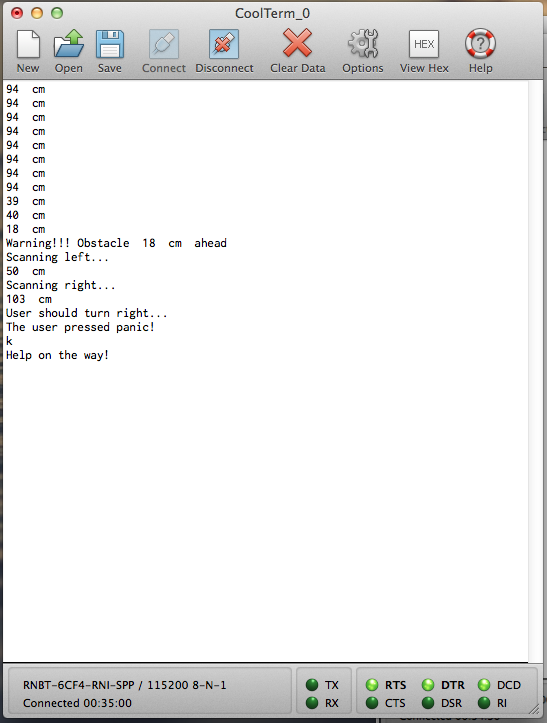 CoolTerm_0
New Open Save Connect Disconnect Clear Data Options HEX View Hex Help
94 cm
94 cm
94 cm
94 cm
94 cm
94 cm
94 cm
94 cm
39 cm
40 cm
18 cm
Warning!!! Obstacle 18 cm ahead
Scanning left...
50 cm
Scanning right...
103 cm
User should turn right...
The user pressed panic!
k
Help on the way!
RNBT-6CF4-RNI-SPP / 115200 8-N-1
Connected 00:35:00
TX RTS DTR DCD
RX CTS DSR RI